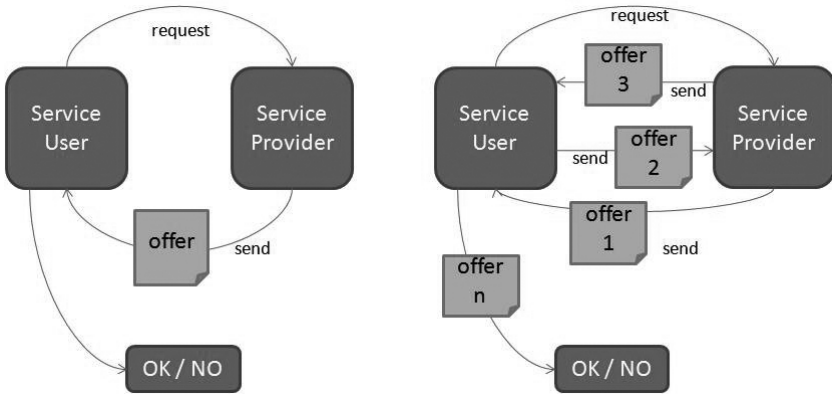 request
Service
User
Service
Provider
offer
send
OK / NO
request
Service
User
offer
3
send
Service
Provider
send
offer
2
offer
1
send
offer
n
OK / NO